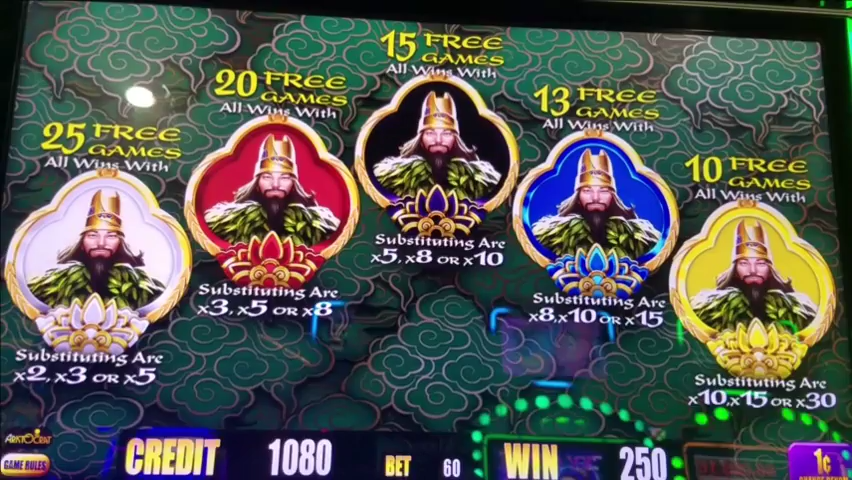 25 FREE GAMES
All Wins With
Substituting Are
x2, x3 OR x5
20 FREE GAMES
All Wins With
Substituting Are
x3, x5 OR x8
15 FREE GAMES
All Wins With
Substituting Are
x5, x8 OR x10
13 FREE GAMES
All Wins With
Substituting Are
x8, x10 OR x15
10 FREE GAMES
All Wins With
Substituting Are
x10, x15 OR x30
ARISTOCRAT
GAME RULES
CREDIT 1080
BET 60
WIN 250
1¢